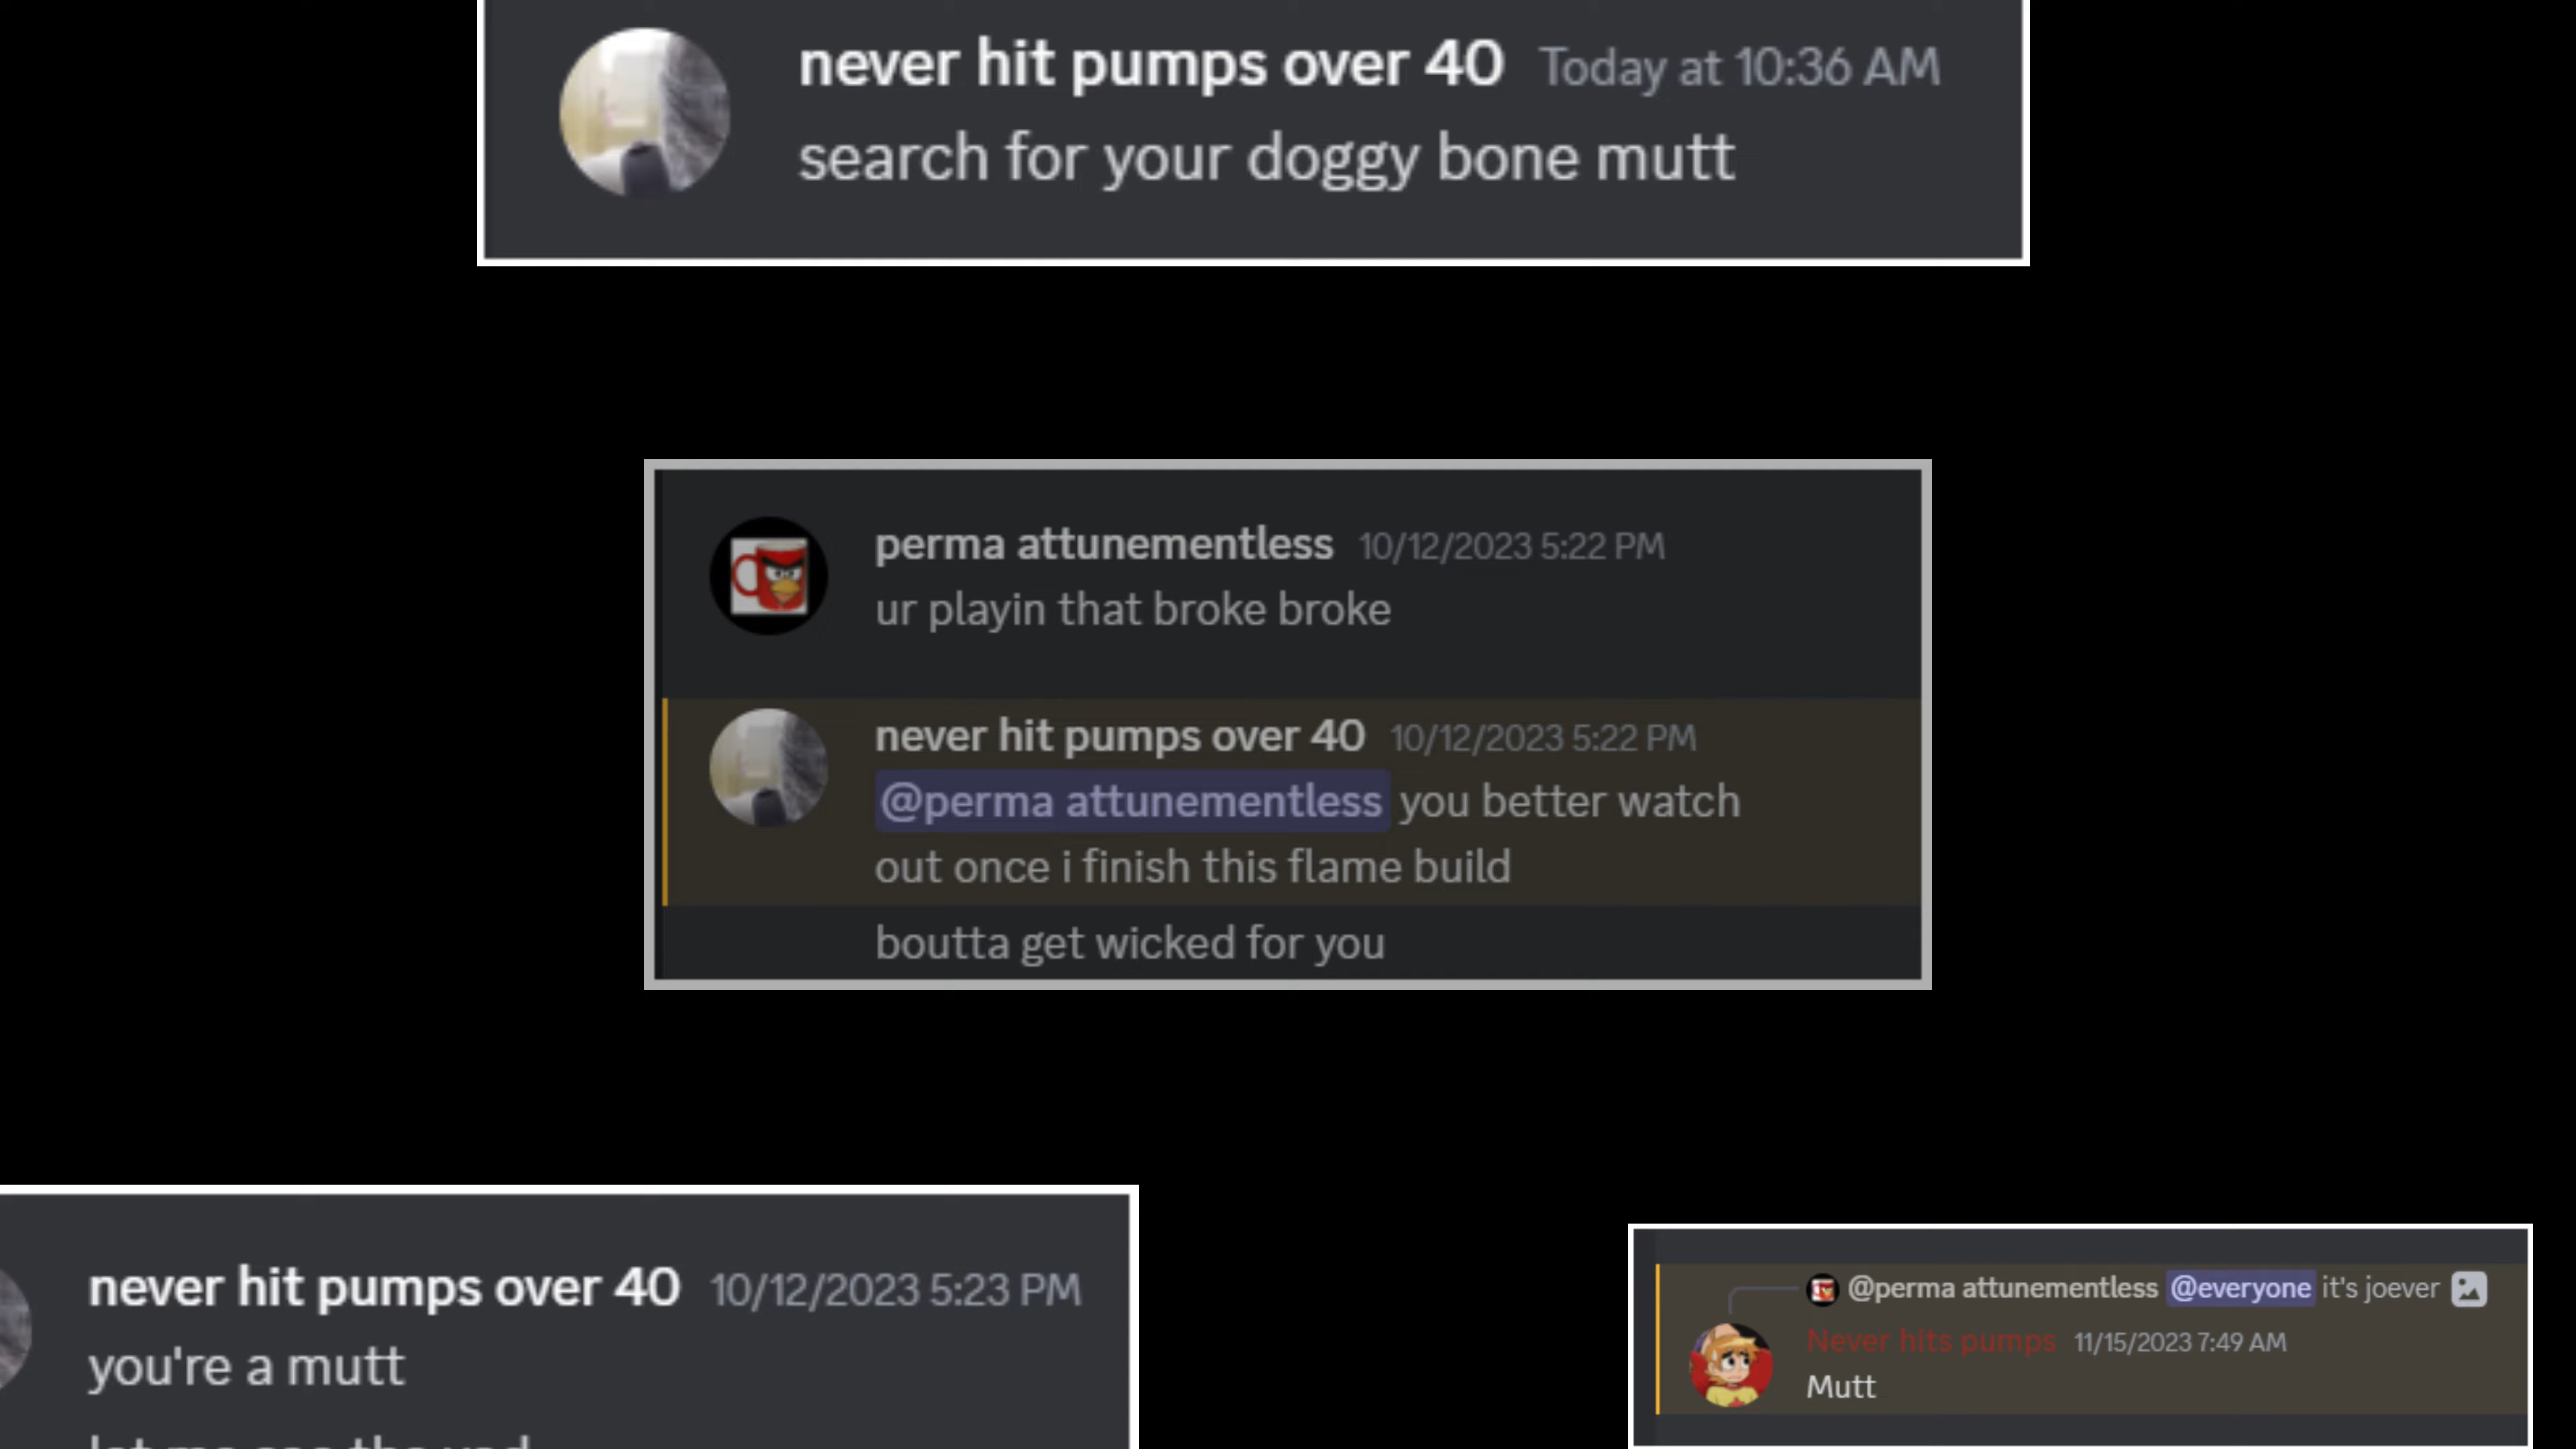 never hit pumps over 40 Today at 10:36 AM
search for your doggy bone mutt
perma attunementless 10/12/2023 5:22 PM
ur playin that broke broke
never hit pumps over 40 10/12/2023 5:22 PM
@perma attunementless you better watch
out once i finish this flame build
boutta get wicked for you
never hit pumps over 40 10/12/2023 5:23 PM
you're a mutt
@perma attunementless @everyone it's joever
Never hits pumps 11/15/2023 7:49 AM
Mutt